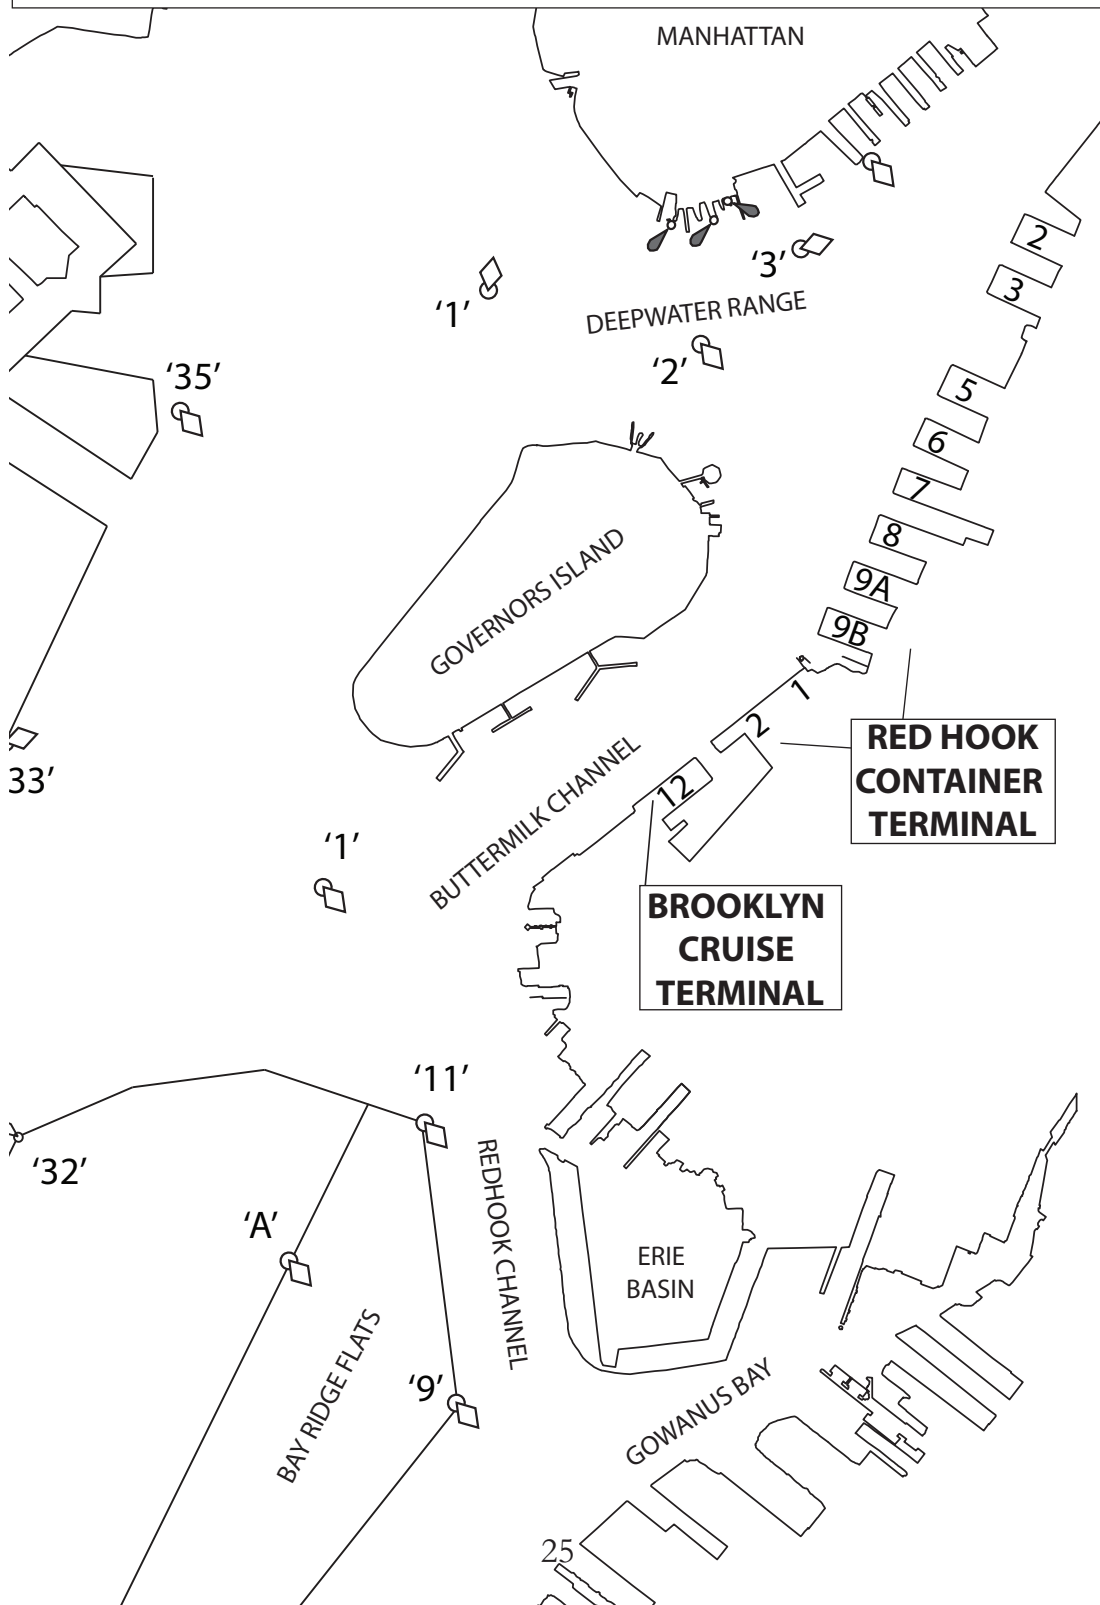 MANHATTAN
2
'3'
3
'1'
DEEPWATER RANGE
'2'
'35'
5
6
7
8
GOVERNORS ISLAND
9A
9B
1
2
RED HOOK
CONTAINER
TERMINAL
33'
12
BUTTERMILK CHANNEL
'1'
BROOKLYN
CRUISE
TERMINAL
'11'
'32'
REDHOOK CHANNEL
'A'
ERIE
BASIN
BAY RIDGE FLATS
'9'
GOWANUS BAY
25